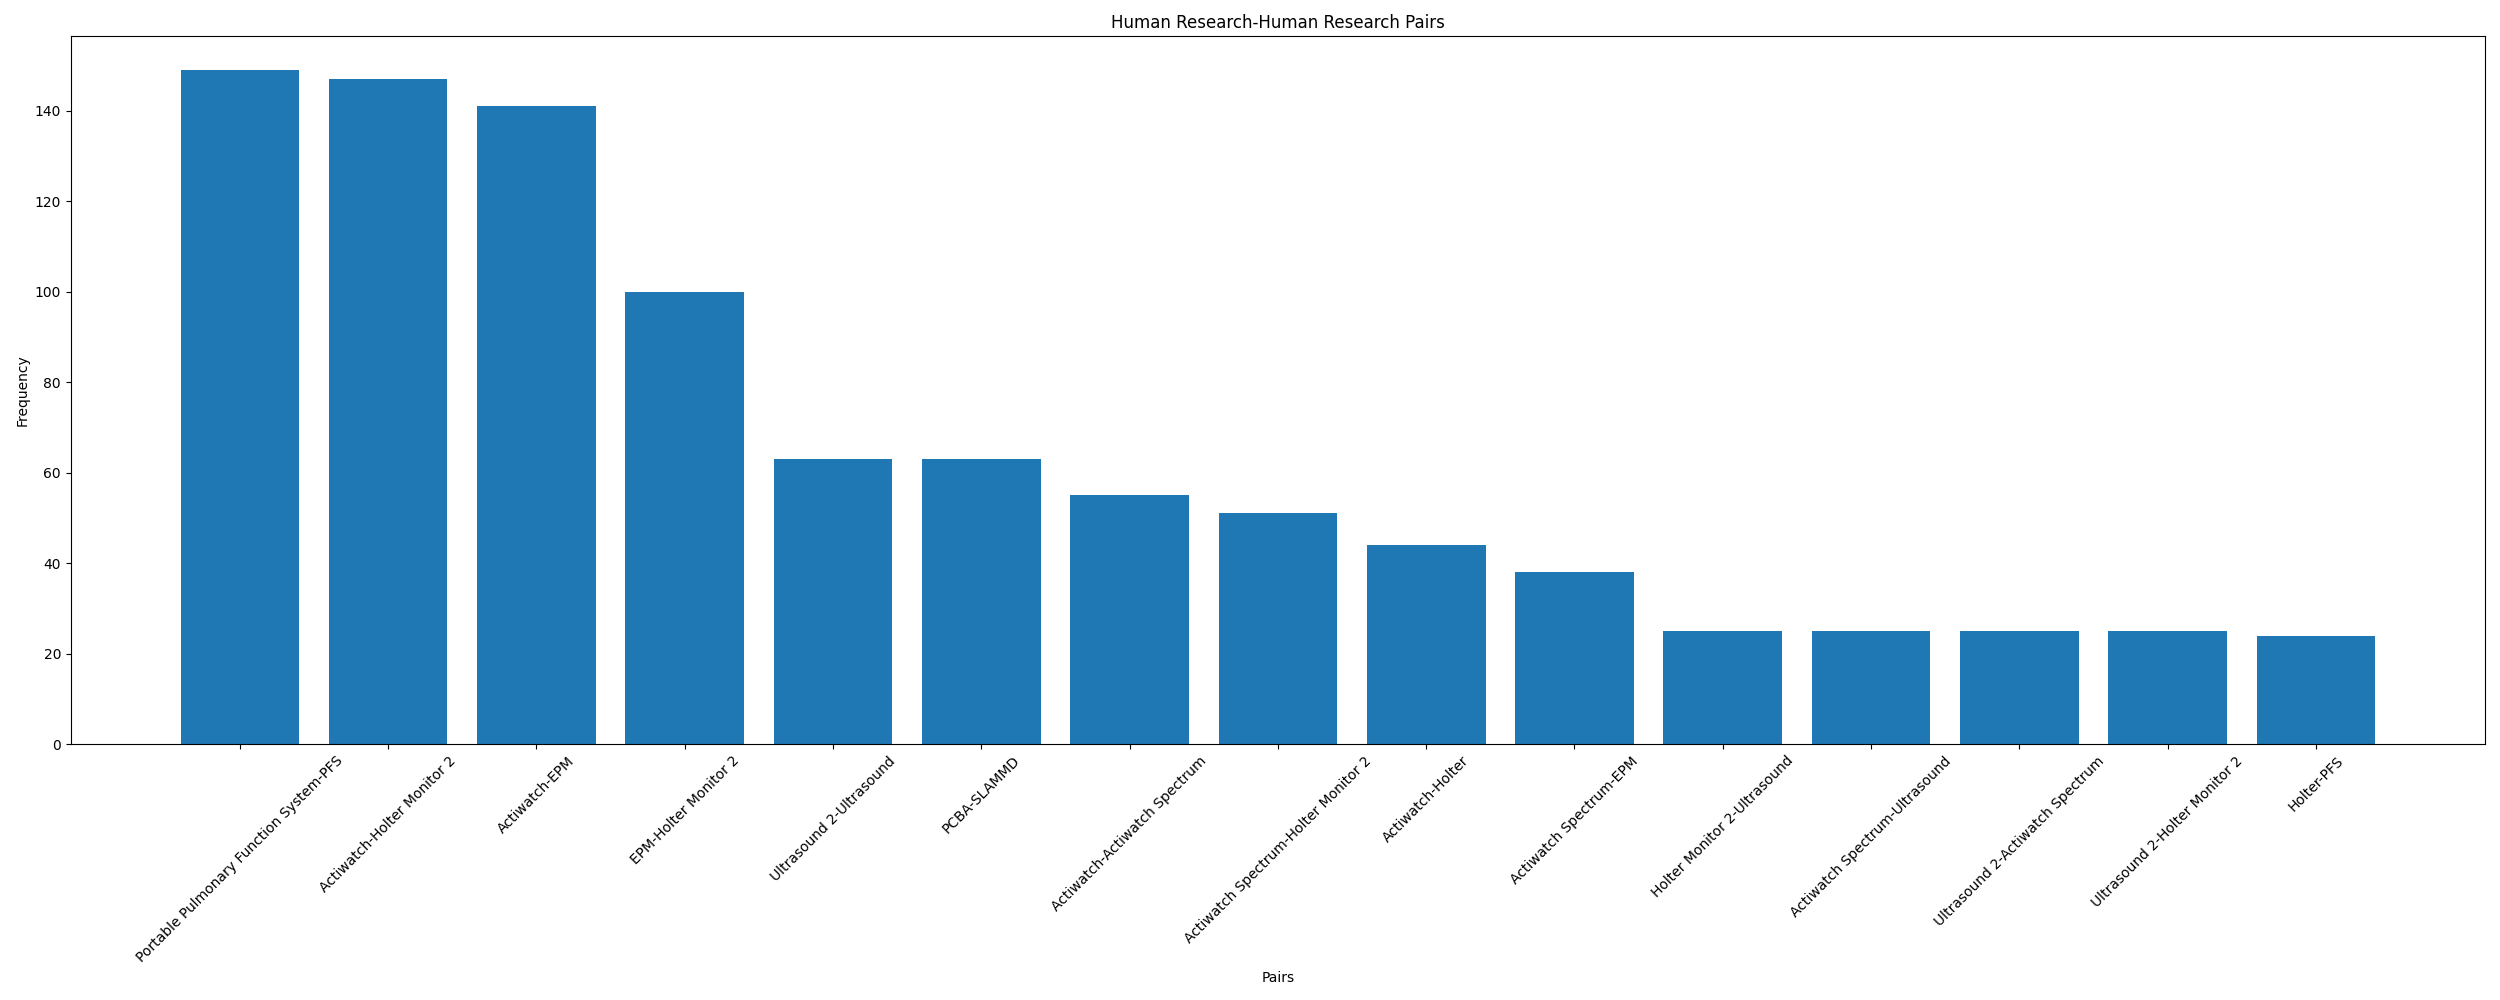 Human Research-Human Research Pairs
Frequency
140
120
100
80
60
40
20
0
Portable Pulmonary Function System-PFS
Actiwatch-Holter Monitor 2
Actiwatch-EPM
EPM-Holter Monitor 2
Ultrasound 2-Ultrasound
PCBA-SLAMMD
Actiwatch-Actiwatch Spectrum
Actiwatch Spectrum-Holter Monitor 2
Actiwatch-Holter
Actiwatch Spectrum-EPM
Holter Monitor 2-Ultrasound
Actiwatch Spectrum-Ultrasound
Ultrasound 2-Actiwatch Spectrum
Ultrasound 2-Holter Monitor 2
Holter-PFS
Pairs